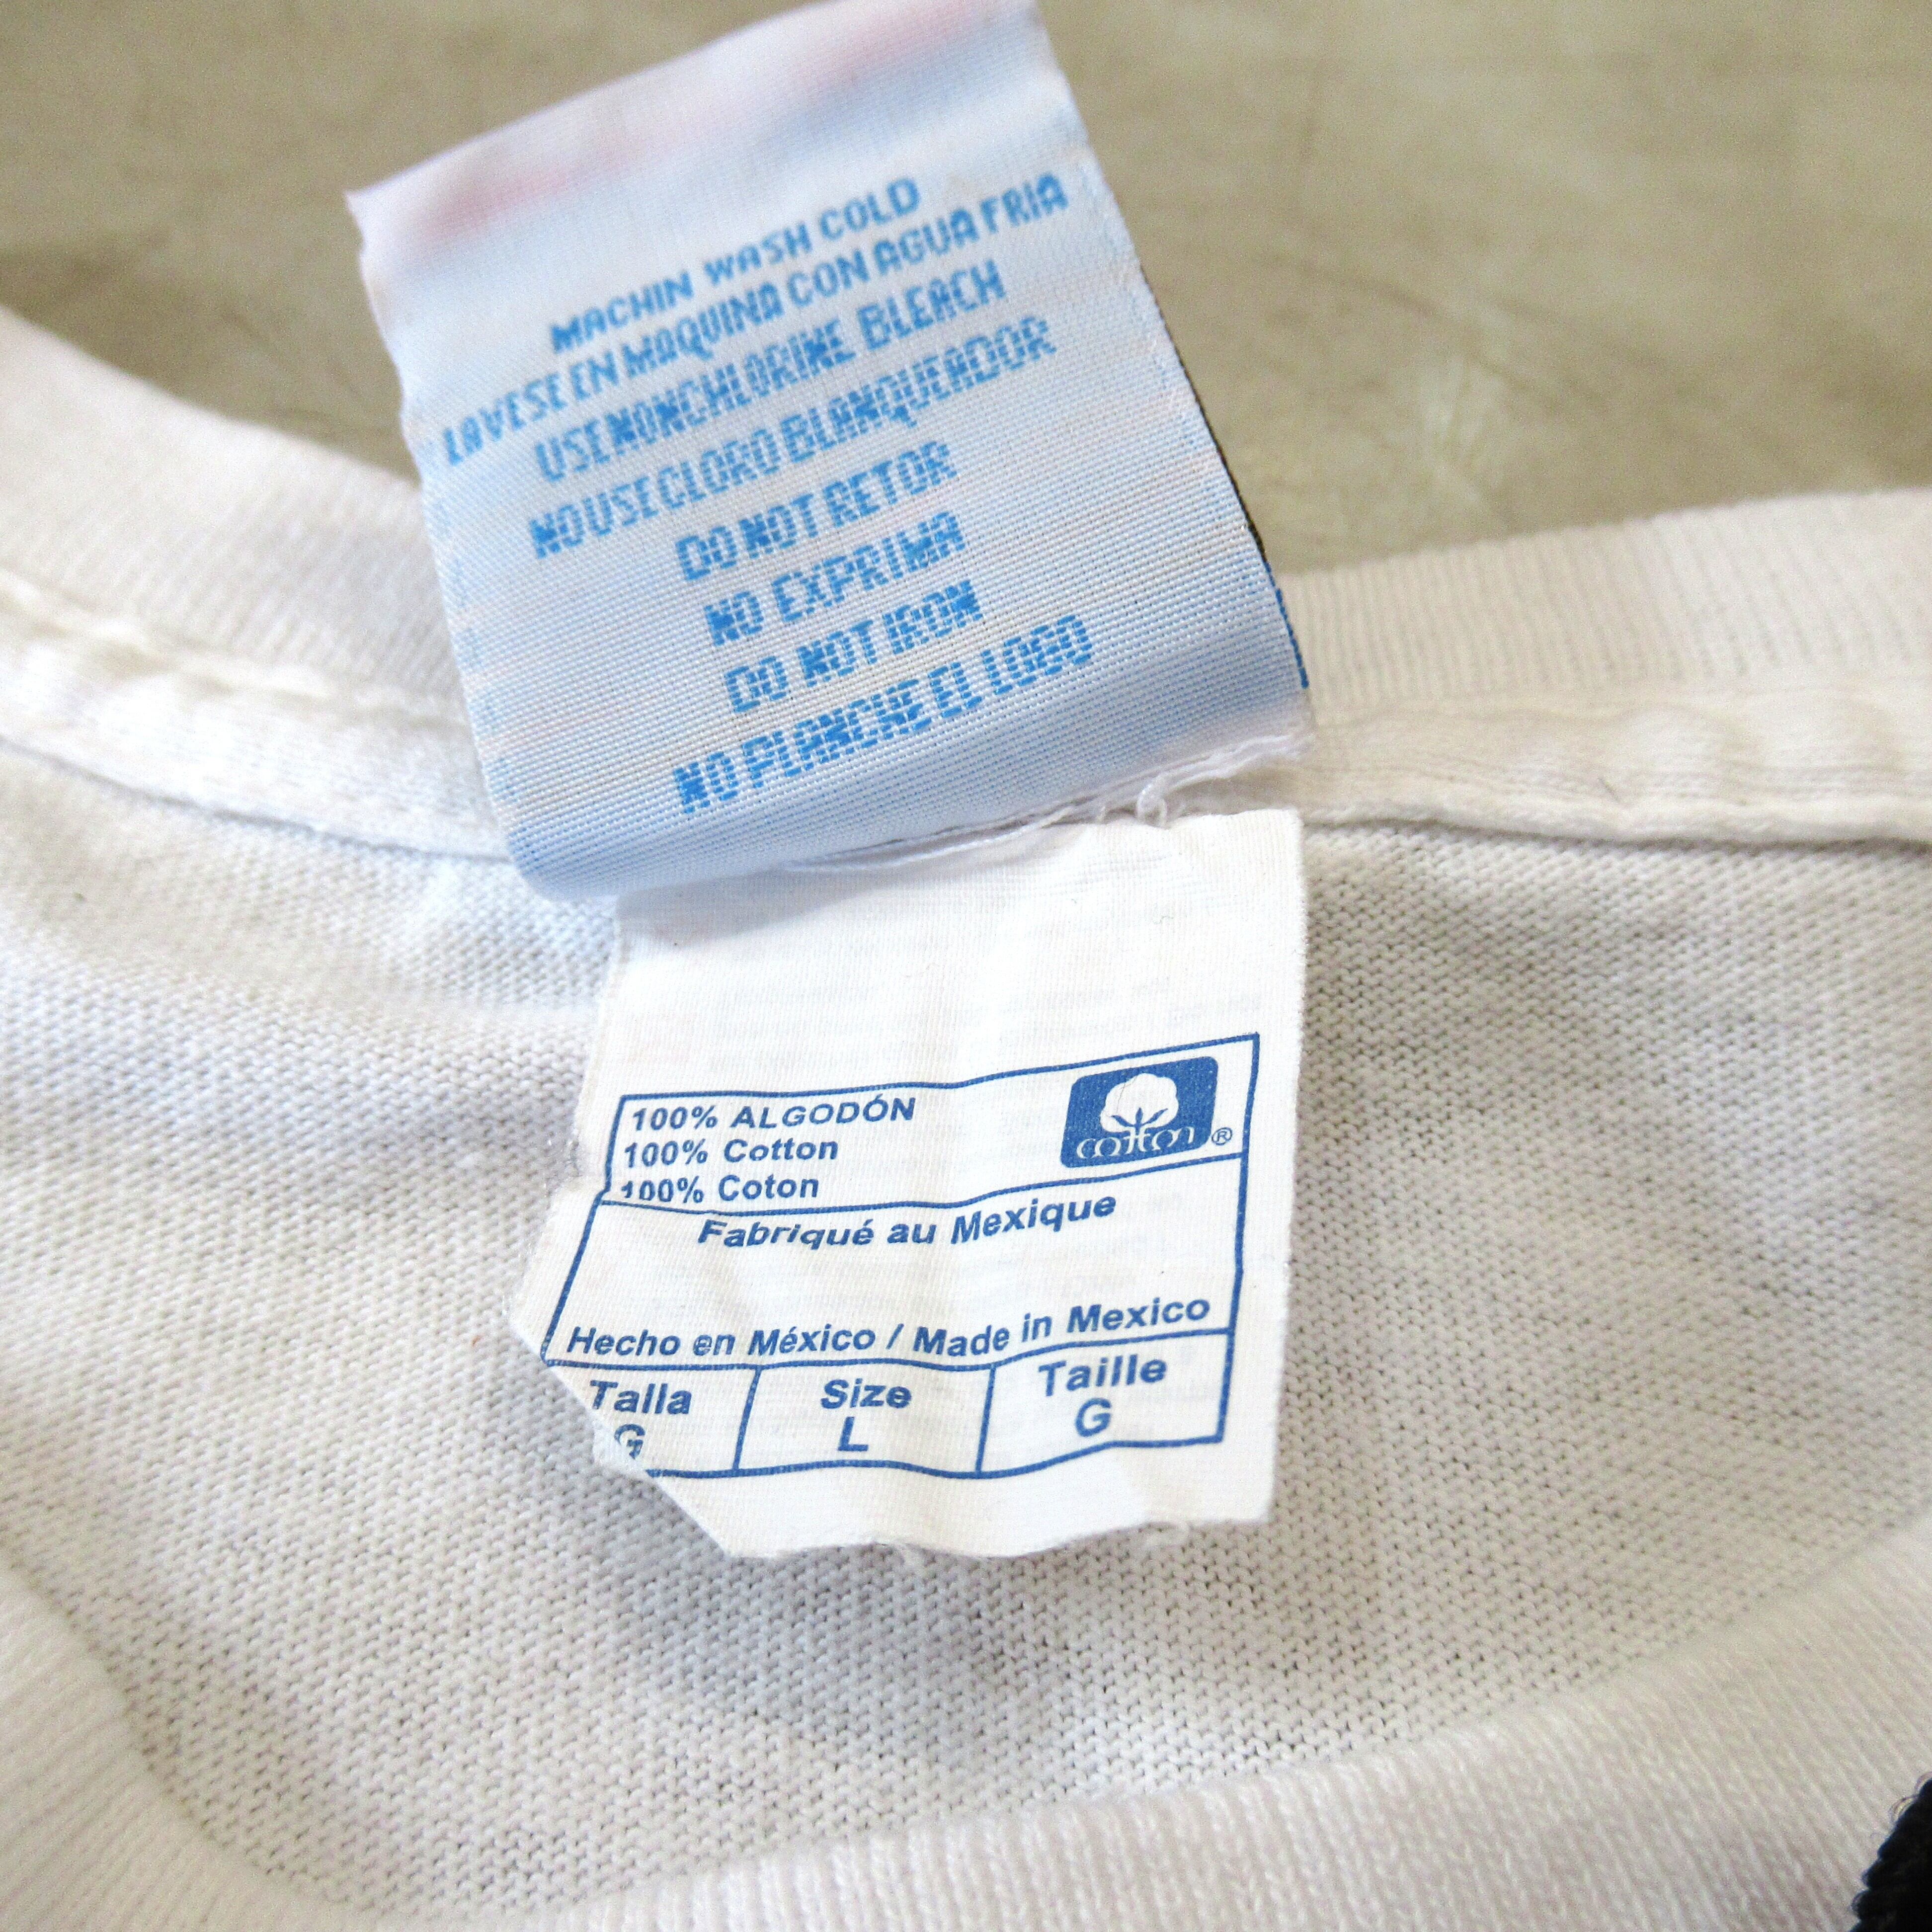 MACHIN WASH COLD
LAVESE EN MAQUINA CON AGUA FRIA
USE NONCHLORINE BLEACH
NO USE CLORO BLANQUEADOR
DO NOT RETOR
NO EXPRIMA
DO NOT IRON
NO PLANCHE EL LOGO
100% ALGODÓN
100% Cotton
100% Coton
cotton ®
Fabriqué au Mexique
Hecho en México / Made in Mexico
Talla Size Taille
G L G